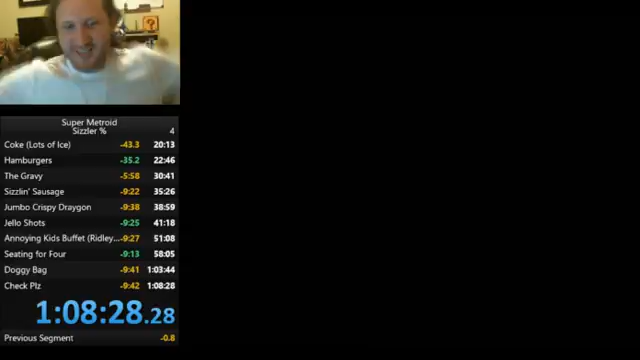 Super Metroid
Sizzler % 4
Coke (Lots of Ice) -43.3 20:13
Hamburgers -35.2 22:46
The Gravy -5:58 30:41
Sizzlin' Sausage -9:22 35:26
Jumbo Crispy Draygon -9:38 38:59
Jello Shots -9:25 41:18
Annoying Kids Buffet (Ridley... -9:27 51:08
Seating for Four -9:13 58:05
Doggy Bag -9:41 1:03:44
Check Plz -9:42 1:08:28
1:08:28.28
Previous Segment -0.8